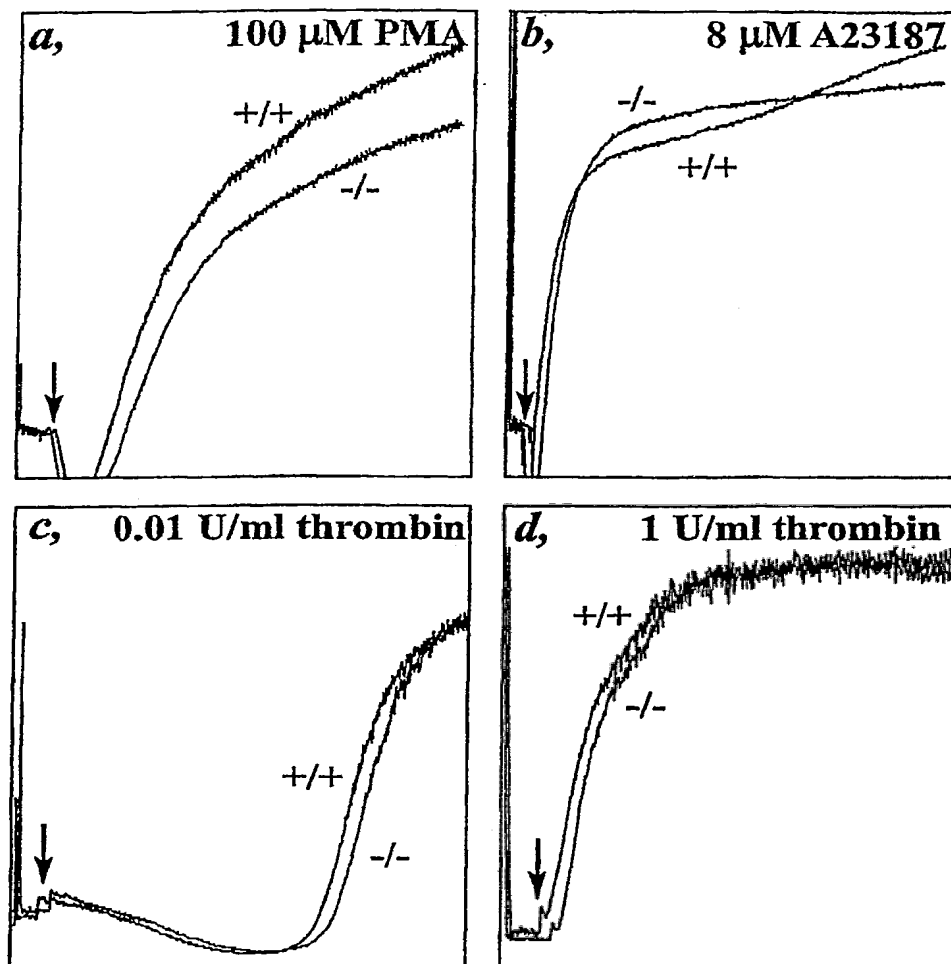 a, 100 μM PMA
+/+
-/-
b, 8 μM A23187
-/-
+/+
c, 0.01 U/ml thrombin
+/+
-/-
d, 1 U/ml thrombin
+/+
-/-